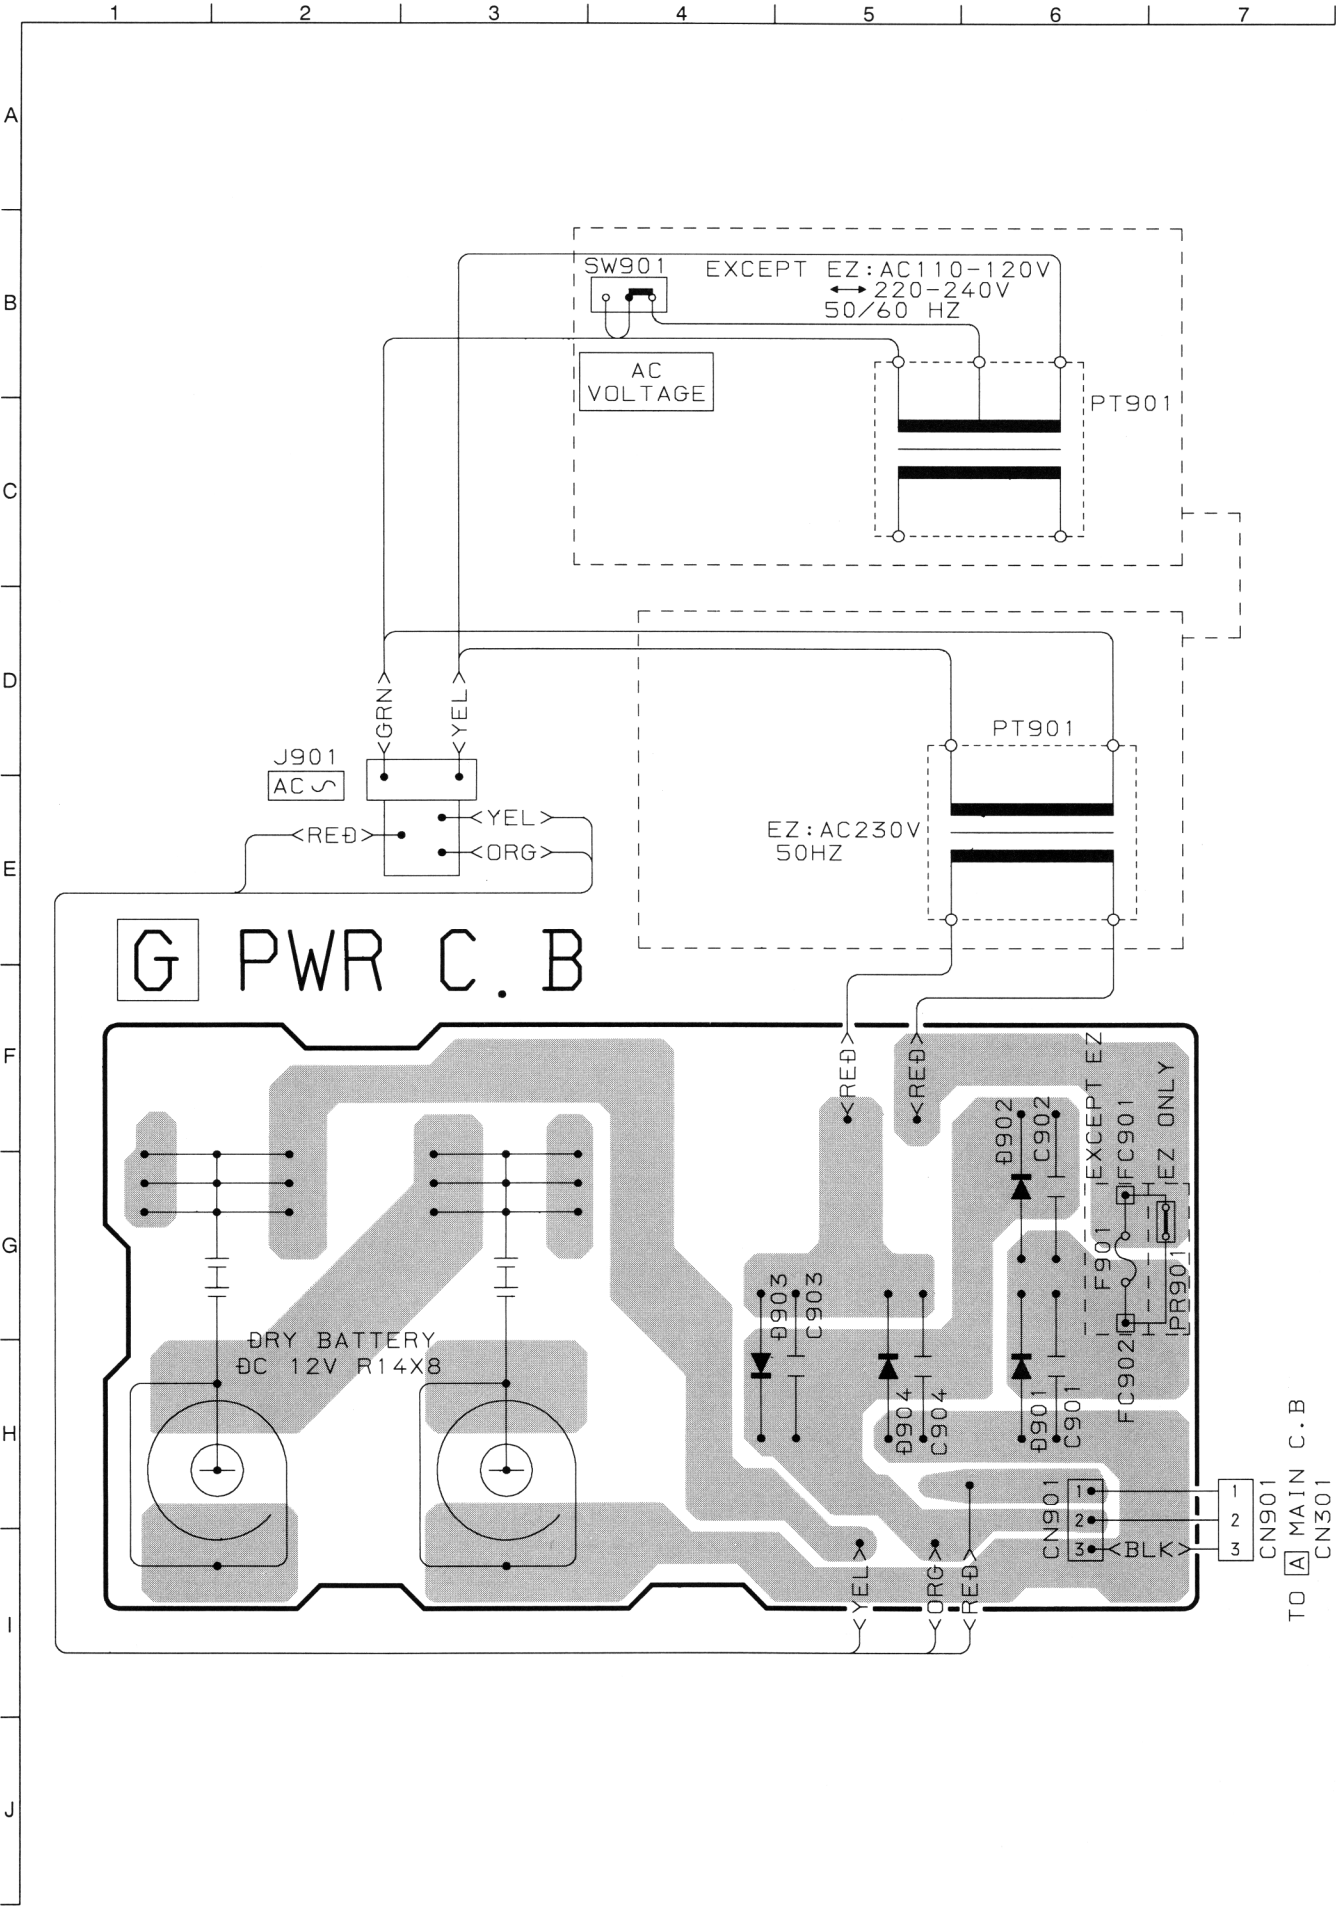 1 2 3 4 5 6 7
A
B
C
D
E
F
G
H
I
J
SW901
EXCEPT EZ:AC110-120V
↔ 220-240V
50/60 HZ
AC
VOLTAGE
PT901
<GRN>
<YEL>
PT901
J901
AC
<RED>
<YEL>
<ORG>
EZ:AC230V
50HZ
G PWR C.B
<RED>
<RED>
EXCEPT EZ
EZ ONLY
D902
C902
FC901
F901
PR901
FC902
D903
C903
DRY BATTERY
DC 12V R14X8
D904
C904
D901
C901
CN901
1
2
3
<BLK>
1
2
3
CN901
TO A MAIN C.B
CN301
<YEL>
<ORG>
<RED>